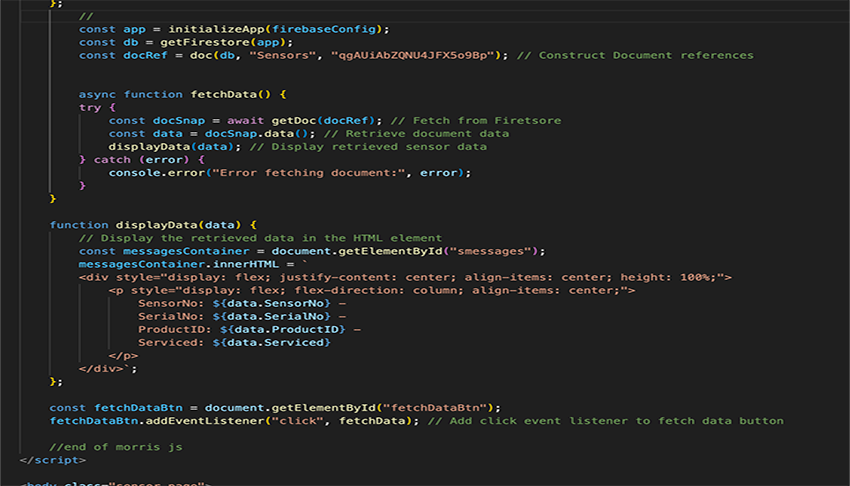 };
//
const app = initializeApp(firebaseConfig);
const db = getFirestore(app);
const docRef = doc(db, "Sensors", "qgAUiAbZQNU4JFX5o9Bp"); // Construct Document references
async function fetchData() {
try {
const docSnap = await getDoc(docRef); // Fetch from Firetsore
const data = docSnap.data(); // Retrieve document data
displayData(data); // Display retrieved sensor data
} catch (error) {
console.error("Error fetching document:", error);
}
}
function displayData(data) {
// Display the retrieved data in the HTML element
const messagesContainer = document.getElementById("smessages");
messagesContainer.innerHTML = `
<div style="display: flex; justify-content: center; align-items: center; height: 100%;">
<p style="display: flex; flex-direction: column; align-items: center;">
SensorNo: ${data.SensorNo} –
SerialNo: ${data.SerialNo} –
ProductID: ${data.ProductID} –
Serviced: ${data.Serviced}
</p>
</div>`;
};
const fetchDataBtn = document.getElementById("fetchDataBtn");
fetchDataBtn.addEventListener("click", fetchData); // Add click event listener to fetch data button
//end of morris js
</script>
<body class="sensor-page">